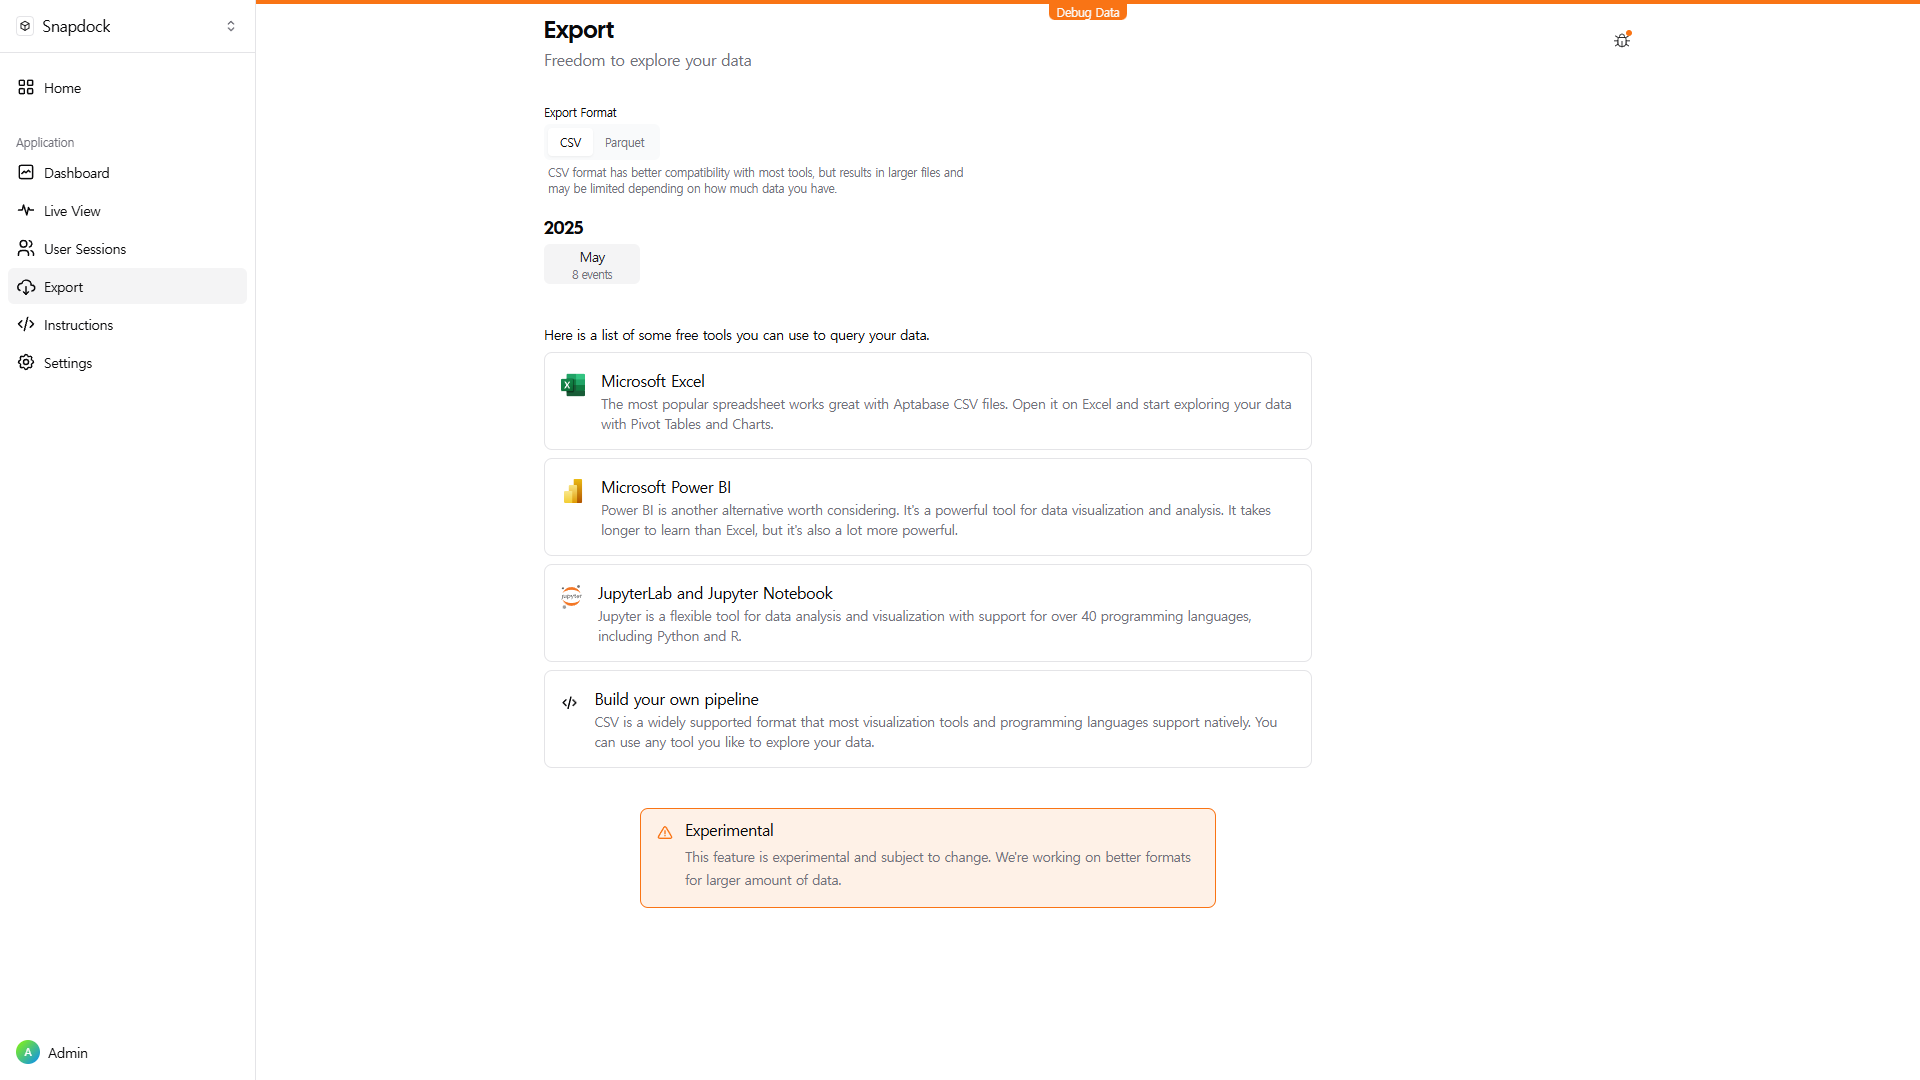 Snapdock
Home
Application
Dashboard
Live View
User Sessions
Export
Instructions
Settings
A
Admin
Debug Data
Export
Freedom to explore your data
Export Format
CSV
Parquet
CSV format has better compatibility with most tools, but results in larger files and
may be limited depending on how much data you have.
2025
May
8 events
Here is a list of some free tools you can use to query your data.
X
Microsoft Excel
The most popular spreadsheet works great with Aptabase CSV files. Open it on Excel and start exploring your data
with Pivot Tables and Charts.
Microsoft Power BI
Power BI is another alternative worth considering. It's a powerful tool for data visualization and analysis. It takes
longer to learn than Excel, but it's also a lot more powerful.
jupyter
JupyterLab and Jupyter Notebook
Jupyter is a flexible tool for data analysis and visualization with support for over 40 programming languages,
including Python and R.
Build your own pipeline
CSV is a widely supported format that most visualization tools and programming languages support natively. You
can use any tool you like to explore your data.
Experimental
This feature is experimental and subject to change. We're working on better formats
for larger amount of data.